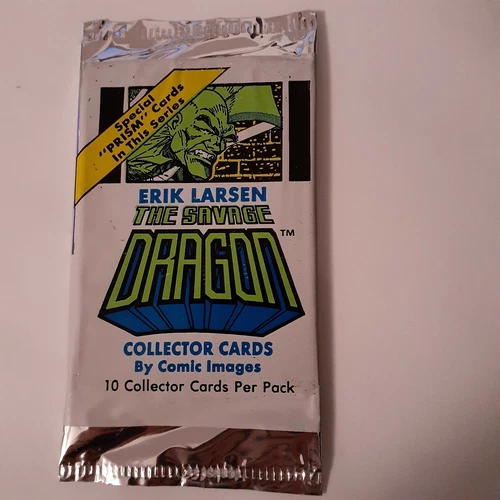 Special
"PRISM" Cards
In This Series
ERIK LARSEN
THE SAVAGE
DRAGON™
COLLECTOR CARDS
By Comic Images
10 Collector Cards Per Pack